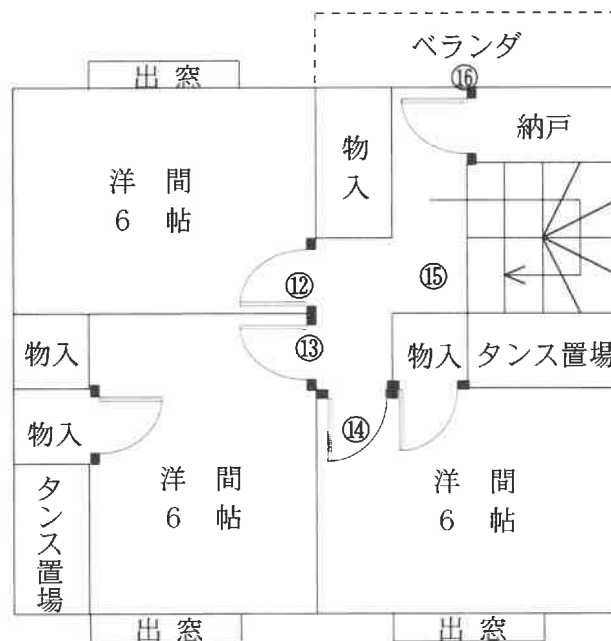 ベランダ
⑯
出 窓
納戸
物入
洋 間
6 帖
⑫
⑮
⑬
物入
物入
タンス置場
物入
⑭
洋 間
6 帖
洋 間
6 帖
タンス置場
出 窓
出 窓